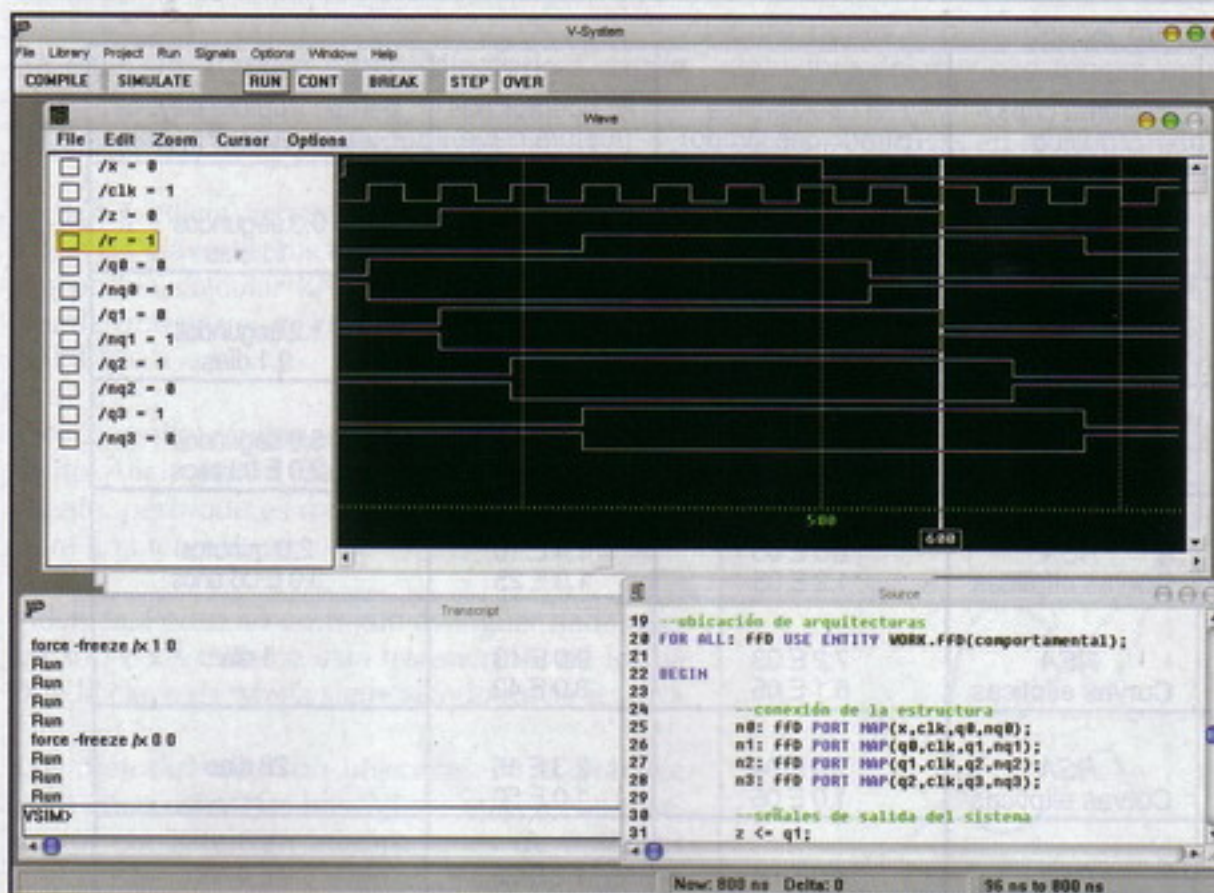 V-System
File Library Project Run Signals Options Window Help
COMPILE SIMULATE RUN CONT BREAK STEP OVER
Wave
File Edit Zoom Cursor Options
/x = 0
/clk = 1
/z = 0
/r = 1
/q0 = 0
/nq0
/q1 = 0
/nq1 = 1
/q2 = 1
/nq2 = 0
/q3 = 1
/nq3 = 0
500
600
Transcript
force -freeze /x 1 0
Run
Run
Run
Run
force -freeze /x 0 0
Run
Run
Run
VSIM>
Source
19 --ubicación de arquitecturas
20 FOR ALL: ffD USE ENTITY WORK.ffD(comportamental);
21
22 BEGIN
23
24 --conexión de la estructura
25 n0: ffD PORT MAP(x,clk,q0,nq0);
26 n1: ffD PORT MAP(q0,clk,q1,nq1);
27 n2: ffD PORT MAP(q1,clk,q2,nq2);
28 n3: ffD PORT MAP(q2,clk,q3,nq3);
29
30 --señales de salida del sistema
31 z <= q1;
Now: 800 ns Delta: 0
96 ns to 800 ns